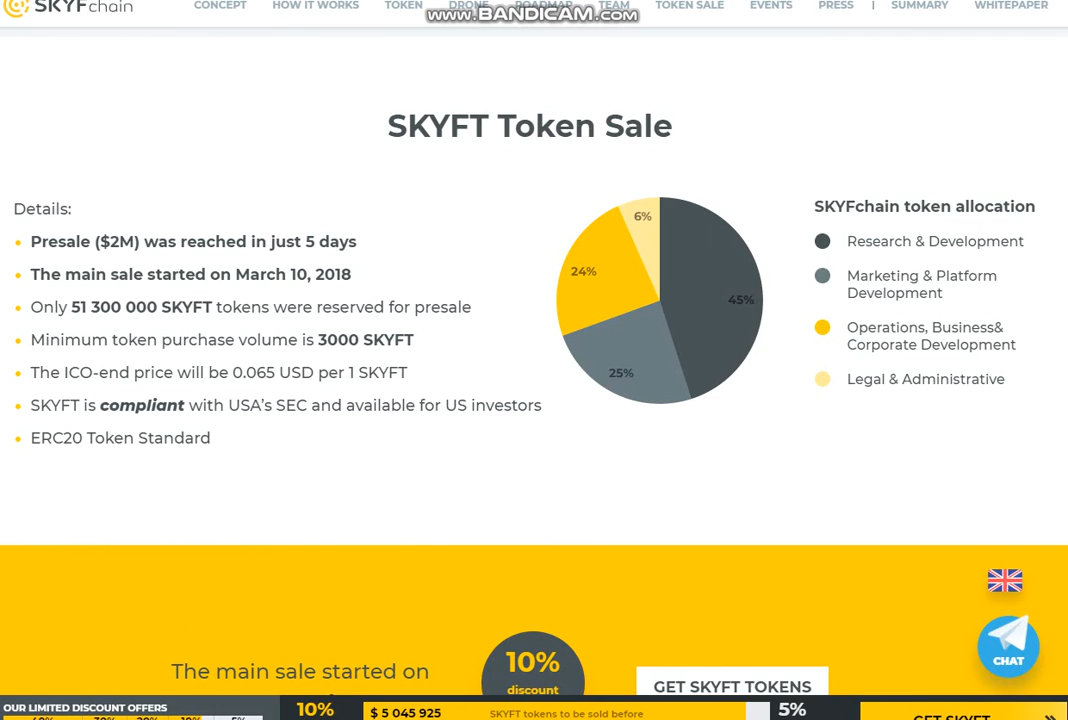 SKYFchain
CONCEPT HOW IT WORKS TOKEN DRONE ROADMAP TEAM TOKEN SALE EVENTS PRESS | SUMMARY WHITEPAPER
www.BANDICAM.com
SKYFT Token Sale
Details:
Presale ($2M) was reached in just 5 days
The main sale started on March 10, 2018
Only 51 300 000 SKYFT tokens were reserved for presale
Minimum token purchase volume is 3000 SKYFT
The ICO-end price will be 0.065 USD per 1 SKYFT
SKYFT is compliant with USA's SEC and available for US investors
ERC20 Token Standard
6%
24%
45%
25%
SKYFchain token allocation
Research & Development
Marketing & Platform
Development
Operations, Business&
Corporate Development
Legal & Administrative
CHAT
The main sale started on
10%
discount
GET SKYFT TOKENS
OUR LIMITED DISCOUNT OFFERS
10%
$ 5 045 925
SKYFT tokens to be sold before
5%
GET SKYFT